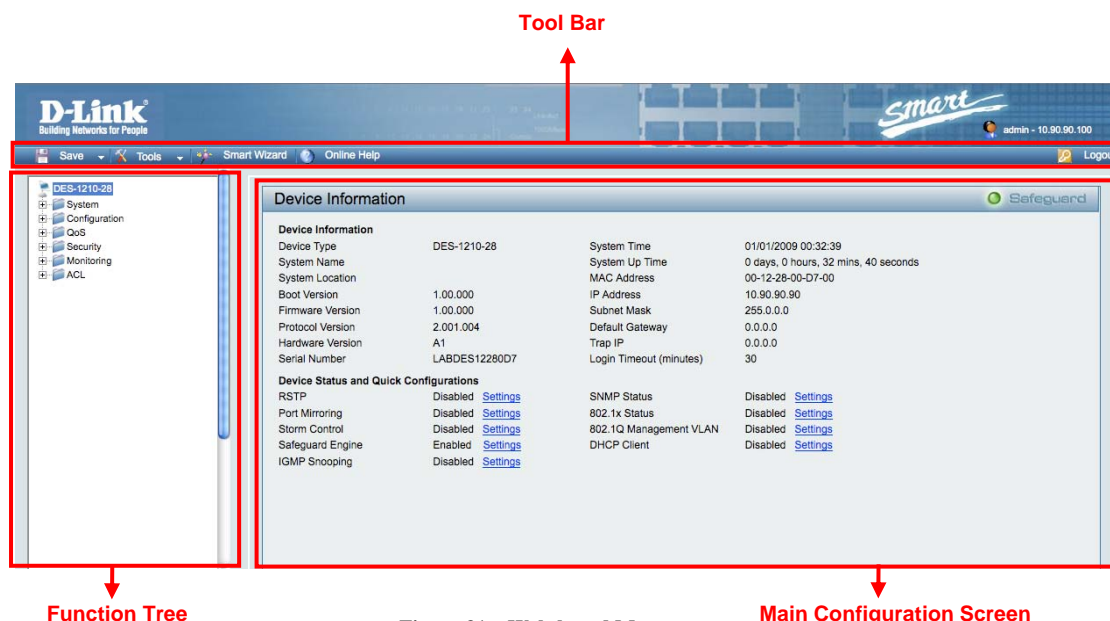 Tool Bar
D-Link
Building Networks for People
smart
admin - 10.90.90.100
Save Tools Smart Wizard Online Help Logou
DES-1210-28
System
Configuration
QoS
Security
Monitoring
ACL
Device Information Safeguard
Device Information
Device Type DES-1210-28 System Time 01/01/2009 00:32:39
System Name System Up Time 0 days, 0 hours, 32 mins, 40 seconds
System Location MAC Address 00-12-28-00-D7-00
Boot Version 1.00.000 IP Address 10.90.90.90
Firmware Version 1.00.000 Subnet Mask 255.0.0.0
Protocol Version 2.001.004 Default Gateway 0.0.0.0
Hardware Version A1 Trap IP 0.0.0.0
Serial Number LABDES12280D7 Login Timeout (minutes) 30
Device Status and Quick Configurations
RSTP Disabled Settings SNMP Status Disabled Settings
Port Mirroring Disabled Settings 802.1x Status Disabled Settings
Storm Control Disabled Settings 802.1Q Management VLAN Disabled Settings
Safeguard Engine Enabled Settings DHCP Client Disabled Settings
IGMP Snooping Disabled Settings
Function Tree
Main Configuration Screen